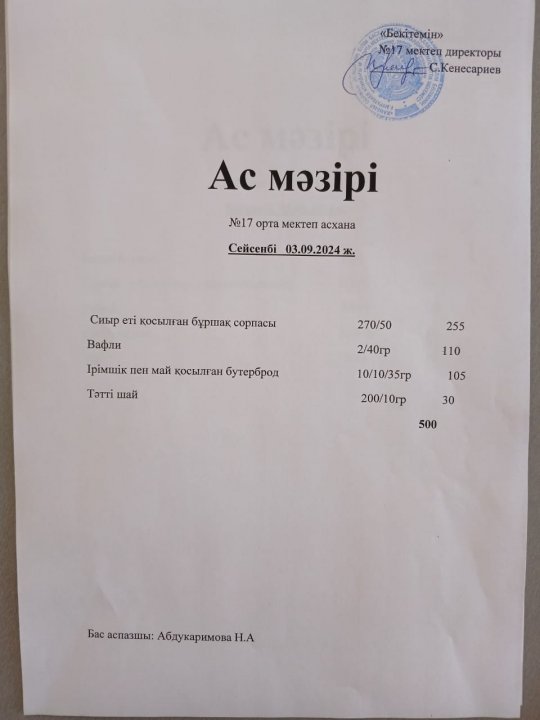 «Бекітемін»
№17 мектеп директоры
С.Кенесариев
Ас мәзірі
№17 орта мектеп асхана
Сейсенбі 03.09.2024 ж.
Сиыр еті қосылған бұршақ сорпасы 270/50 255
Вафли 2/40гр 110
Ірімшік пен май қосылған бутерброд 10/10/35гр 105
Тәтті шай 200/10гр 30
500
Бас аспазшы: Абдукаримова Н.А